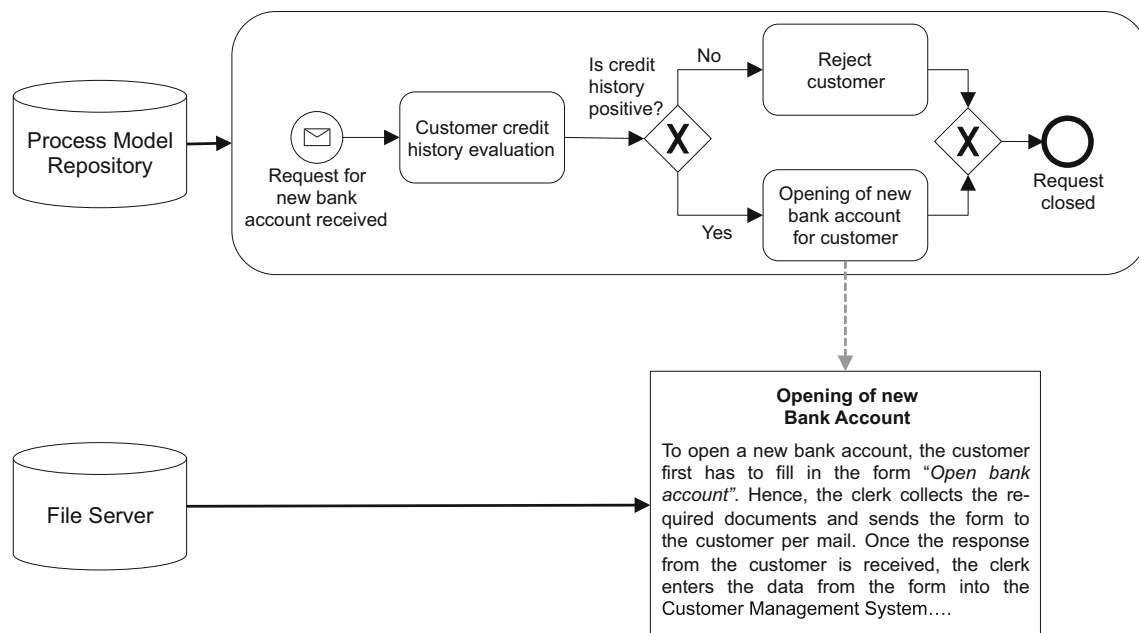 Process Model
Repository
Request for
new bank
account received
Customer credit
history evaluation
Is credit
history
positive?
No
Yes
X
Reject
customer
Opening of new
bank account
for customer
X
Request
closed
File Server
Opening of new
Bank Account
To open a new bank account, the customer
first has to fill in the form “Open bank
account”. Hence, the clerk collects the re-
quired documents and sends the form to
the customer per mail. Once the response
from the customer is received, the clerk
enters the data from the form into the
Customer Management System….